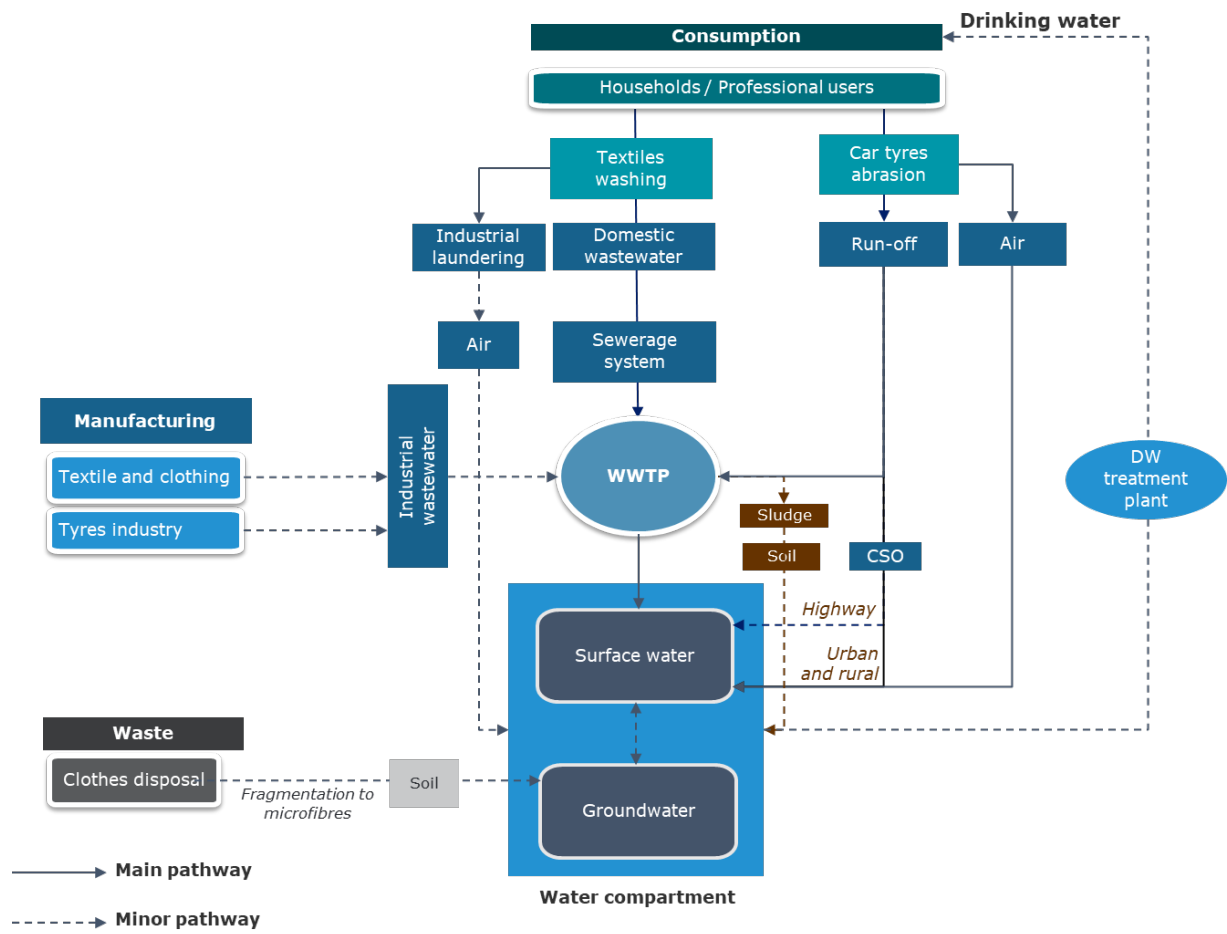 Drinking water
Consumption
Households / Professional users
Textiles
washing
Car tyres
abrasion
Industrial
laundering
Domestic
wastewater
Run-off
Air
Air
Sewerage
system
Manufacturing
Textile and clothing
Tyres industry
Industrial
wastewater
WWTP
DW
treatment
plant
Sludge
Soil
CSO
Highway
Surface water
Urban
and rural
Waste
Clothes disposal
Fragmentation to
microfibres
Soil
Groundwater
Main pathway
Water compartment
Minor pathway